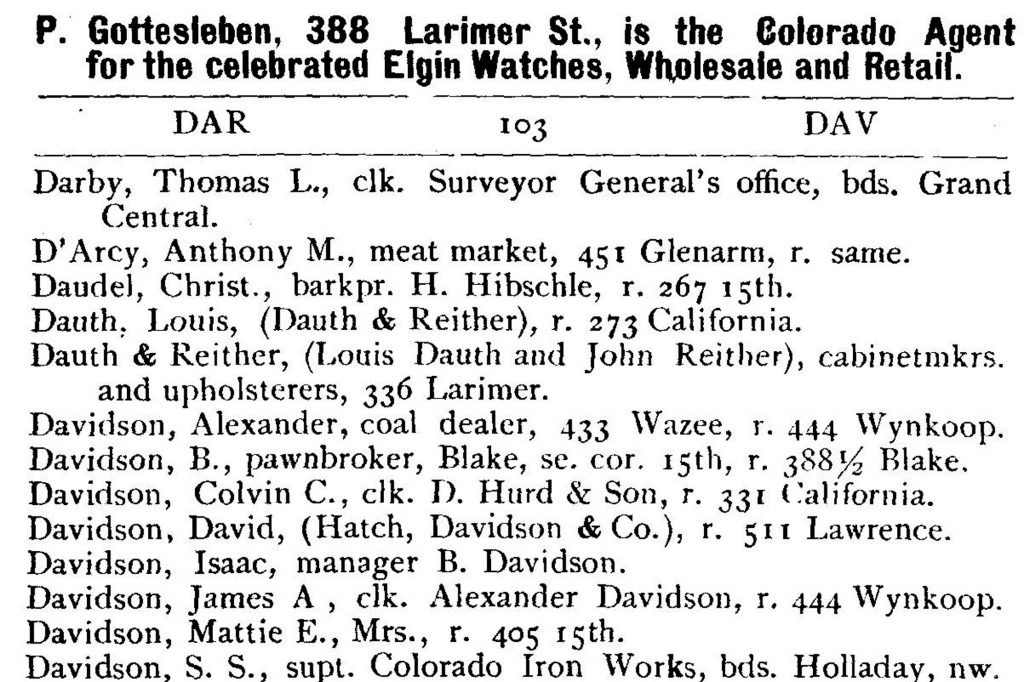 P. Gottesleben, 388 Larimer St., is the Colorado Agent
for the celebrated Elgin Watches, Wholesale and Retail.
DAR 103 DAV
Darby, Thomas L., clk. Surveyor General's office, bds. Grand
Central.
D'Arcy, Anthony M., meat market, 451 Glenarm, r. same.
Daudel, Christ., barkpr. H. Hibschle, r. 267 15th.
Dauth, Louis, (Dauth & Reither), r. 273 California.
Dauth & Reither, (Louis Dauth and John Reither), cabinetmkrs.
and upholsterers, 336 Larimer.
Davidson, Alexander, coal dealer, 433 Wazee, r. 444 Wynkoop.
Davidson, B., pawnbroker, Blake, se. cor. 15th, r. 388½ Blake.
Davidson, Colvin C., clk. D. Hurd & Son, r. 331 California.
Davidson, David, (Hatch, Davidson & Co.), r. 511 Lawrence.
Davidson, Isaac, manager B. Davidson.
Davidson, James A , clk. Alexander Davidson, r. 444 Wynkoop.
Davidson, Mattie E., Mrs., r. 405 15th.
Davidson, S. S., supt. Colorado Iron Works, bds. Holladay, nw.